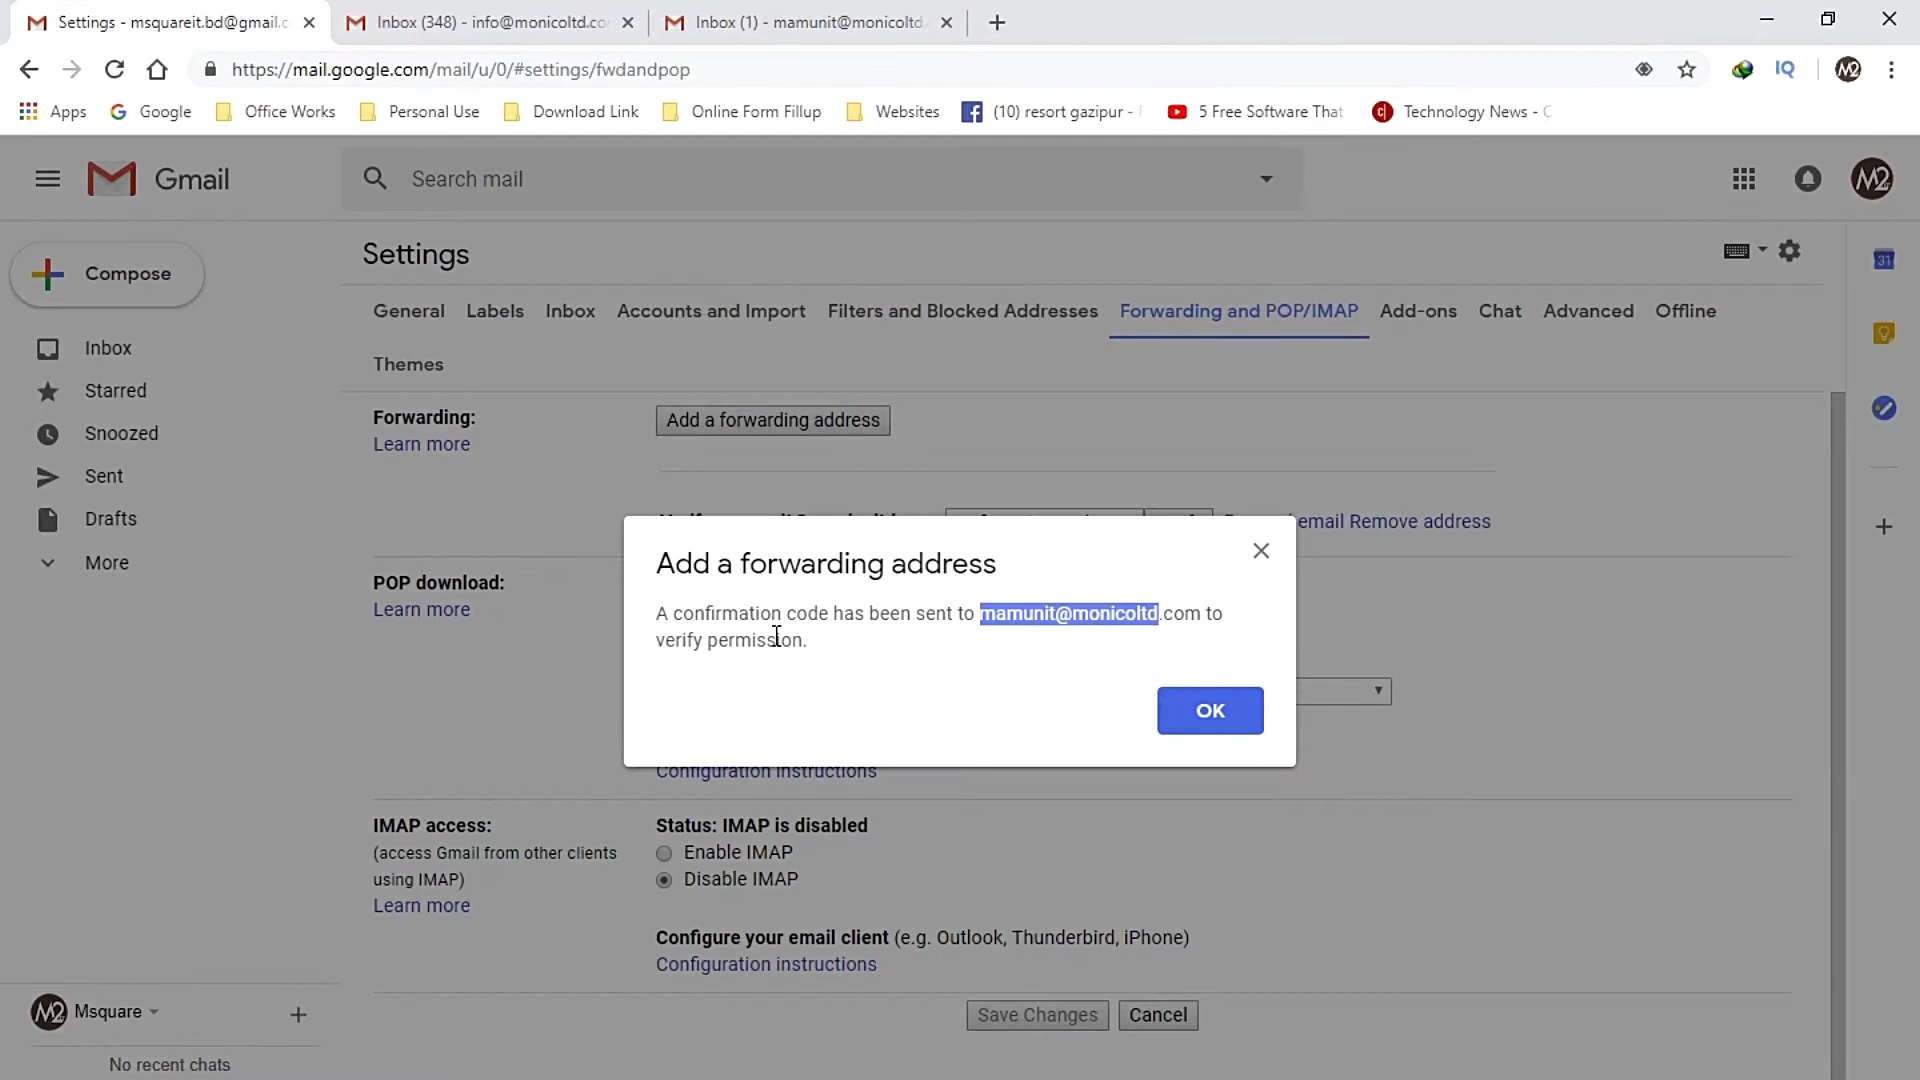 Settings - msquareit.bd@gmail.c
Inbox (348) - info@monicoltd.co
Inbox (1) - mamunit@monicoltd.
https://mail.google.com/mail/u/0/#settings/fwdandpop
IQ
M2
Apps
Google
Office Works
Personal Use
Download Link
Online Form Fillup
Websites
(10) resort gazipur -
5 Free Software That
Technology News - C
Gmail
Search mail
M2
Compose
Inbox
Starred
Snoozed
Sent
Drafts
More
Settings
31
General
Labels
Inbox
Accounts and Import
Filters and Blocked Addresses
Forwarding and POP/IMAP
Add-ons
Chat
Advanced
Offline
Themes
Forwarding:
Learn more
Add a forwarding address
email Remove address
POP download:
Learn more
Add a forwarding address
A confirmation code has been sent to mamunit@monicoltd.com to
verify permission.
OK
Configuration instructions
IMAP access:
(access Gmail from other clients
using IMAP)
Learn more
Status: IMAP is disabled
Enable IMAP
Disable IMAP
Configure your email client (e.g. Outlook, Thunderbird, iPhone)
Configuration instructions
Save Changes
Cancel
M2
Msquare
No recent chats